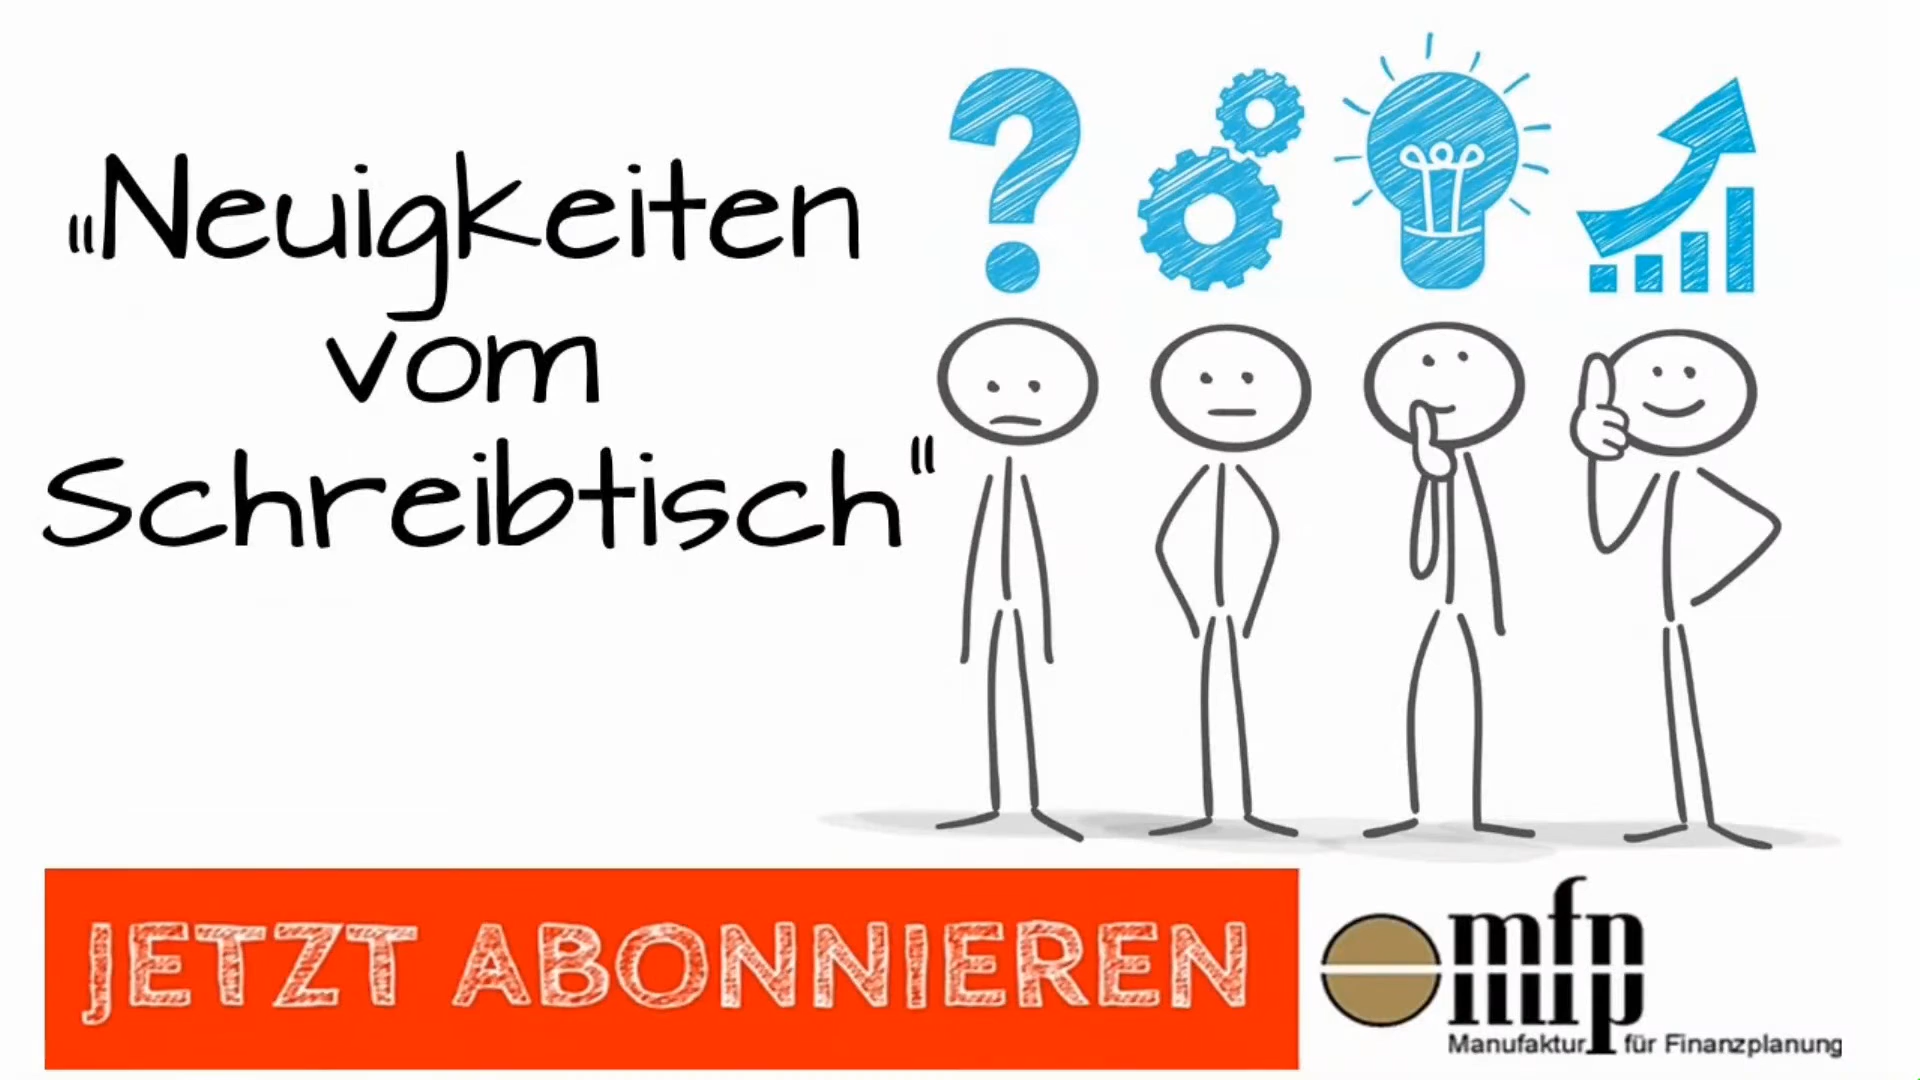 „Neuigkeiten
vom
Schreibtisch“
JETZT ABONNIEREN
mfp
Manufaktur für Finanzplanung